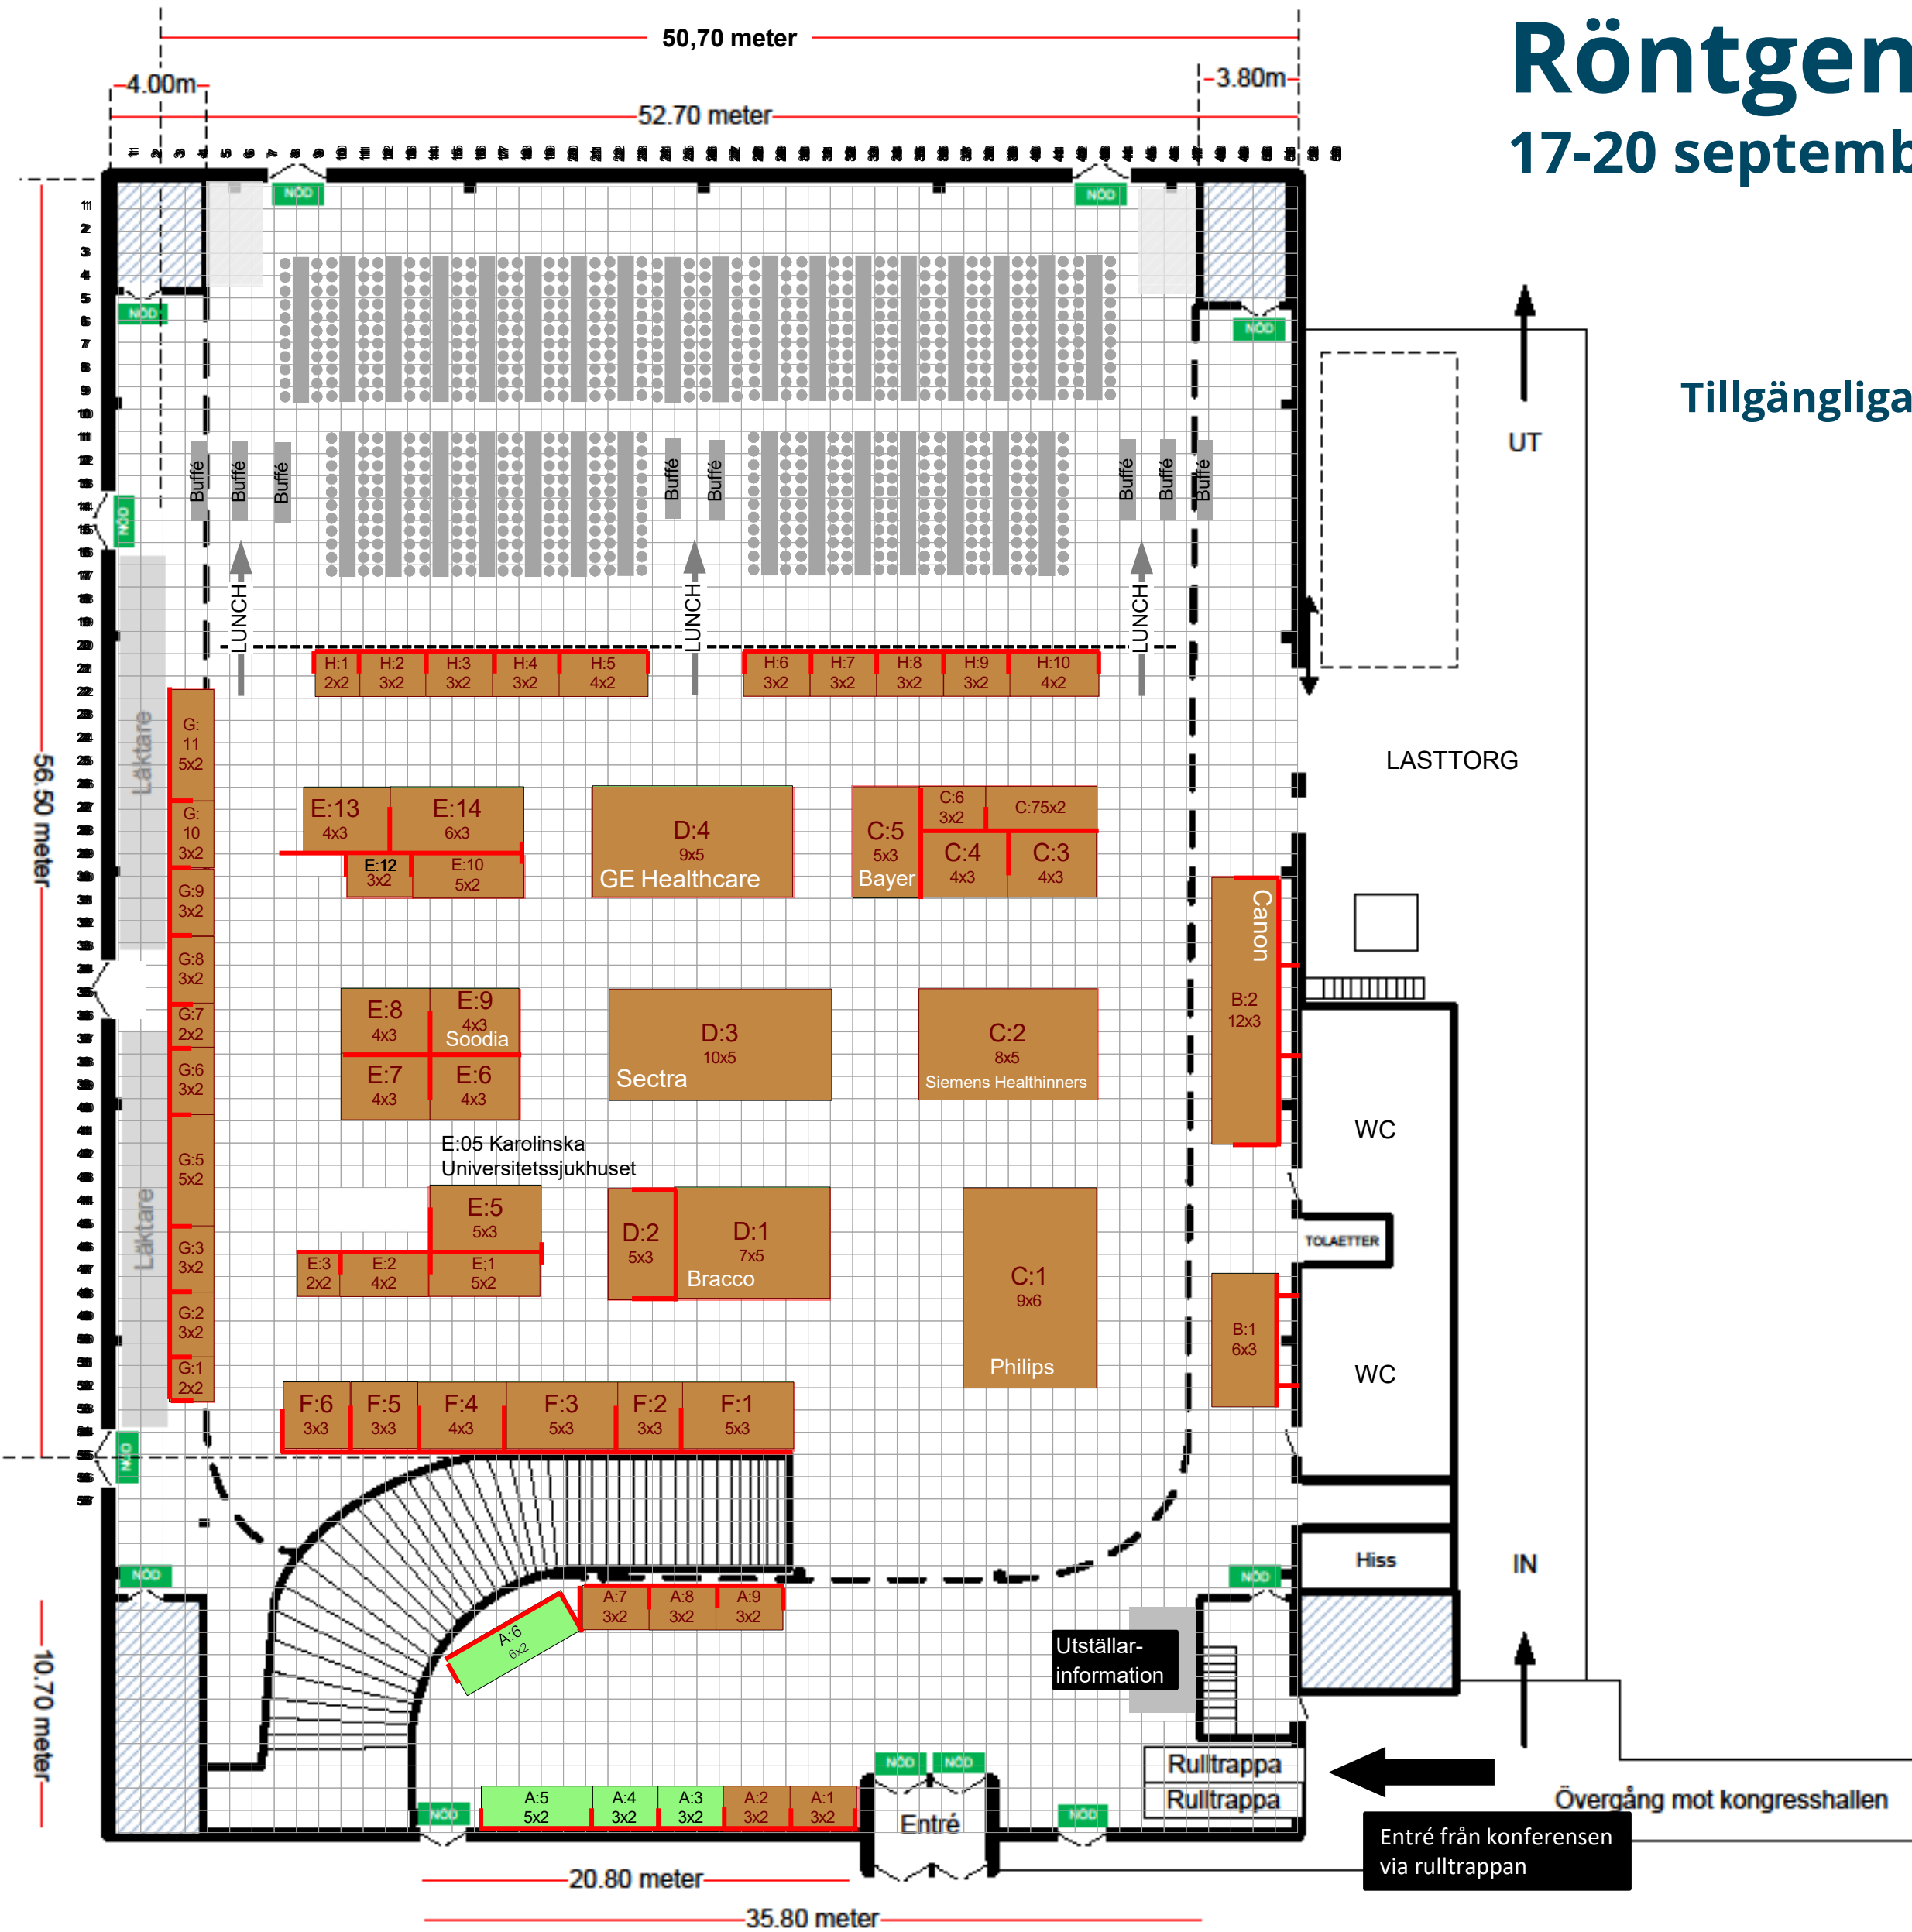 Röntgen
17-20 septemb
Tillgängliga
50,70 meter
4.00m
3.80m
52.70 meter
NÖD
NÖD
NÖD
NÖD
NÖD
Buffé
Buffé
Buffé
Buffé
Buffé
Buffé
Buffé
Buffé
LUNCH
LUNCH
LUNCH
UT
LASTTORG
56.50 meter
Läktare
Läktare
H:1
2x2
H:2
3x2
H:3
3x2
H:4
3x2
H:5
4x2
H:6
3x2
H:7
3x2
H:8
3x2
H:9
3x2
H:10
4x2
G:
11
5x2
G:
10
3x2
G:9
3x2
G:8
3x2
G:7
2x2
G:6
3x2
G:5
5x2
G:3
3x2
G:2
3x2
G:1
2x2
E:13
4x3
E:14
6x3
E:12
3x2
E:10
5x2
D:4
9x5
GE Healthcare
C:5
5x3
Bayer
C:6
3x2
C:75x2
C:4
4x3
C:3
4x3
Canon
B:2
12x3
E:8
4x3
E:9
4x3
Soodia
E:7
4x3
E:6
4x3
D:3
10x5
Sectra
C:2
8x5
Siemens Healthinners
WC
E:05 Karolinska
Universitetssjukhuset
E:5
5x3
E:3
2x2
E:2
4x2
E;1
5x2
D:2
5x3
D:1
7x5
Bracco
C:1
9x6
Philips
TOLAETTER
B:1
6x3
WC
F:6
3x3
F:5
3x3
F:4
4x3
F:3
5x3
F:2
3x3
F:1
5x3
NÖD
NÖD
NÖD
Hiss
IN
A:7
3x2
A:8
3x2
A:9
3x2
A:6
6x2
Utställar-
information
10.70 meter
NÖD
NÖD
NÖD
NÖD
A:5
5x2
A:4
3x2
A:3
3x2
A:2
3x2
A:1
3x2
Entré
Rulltrappa
Rulltrappa
Övergång mot kongresshallen
Entré från konferensen
via rulltrappan
20.80 meter
35.80 meter